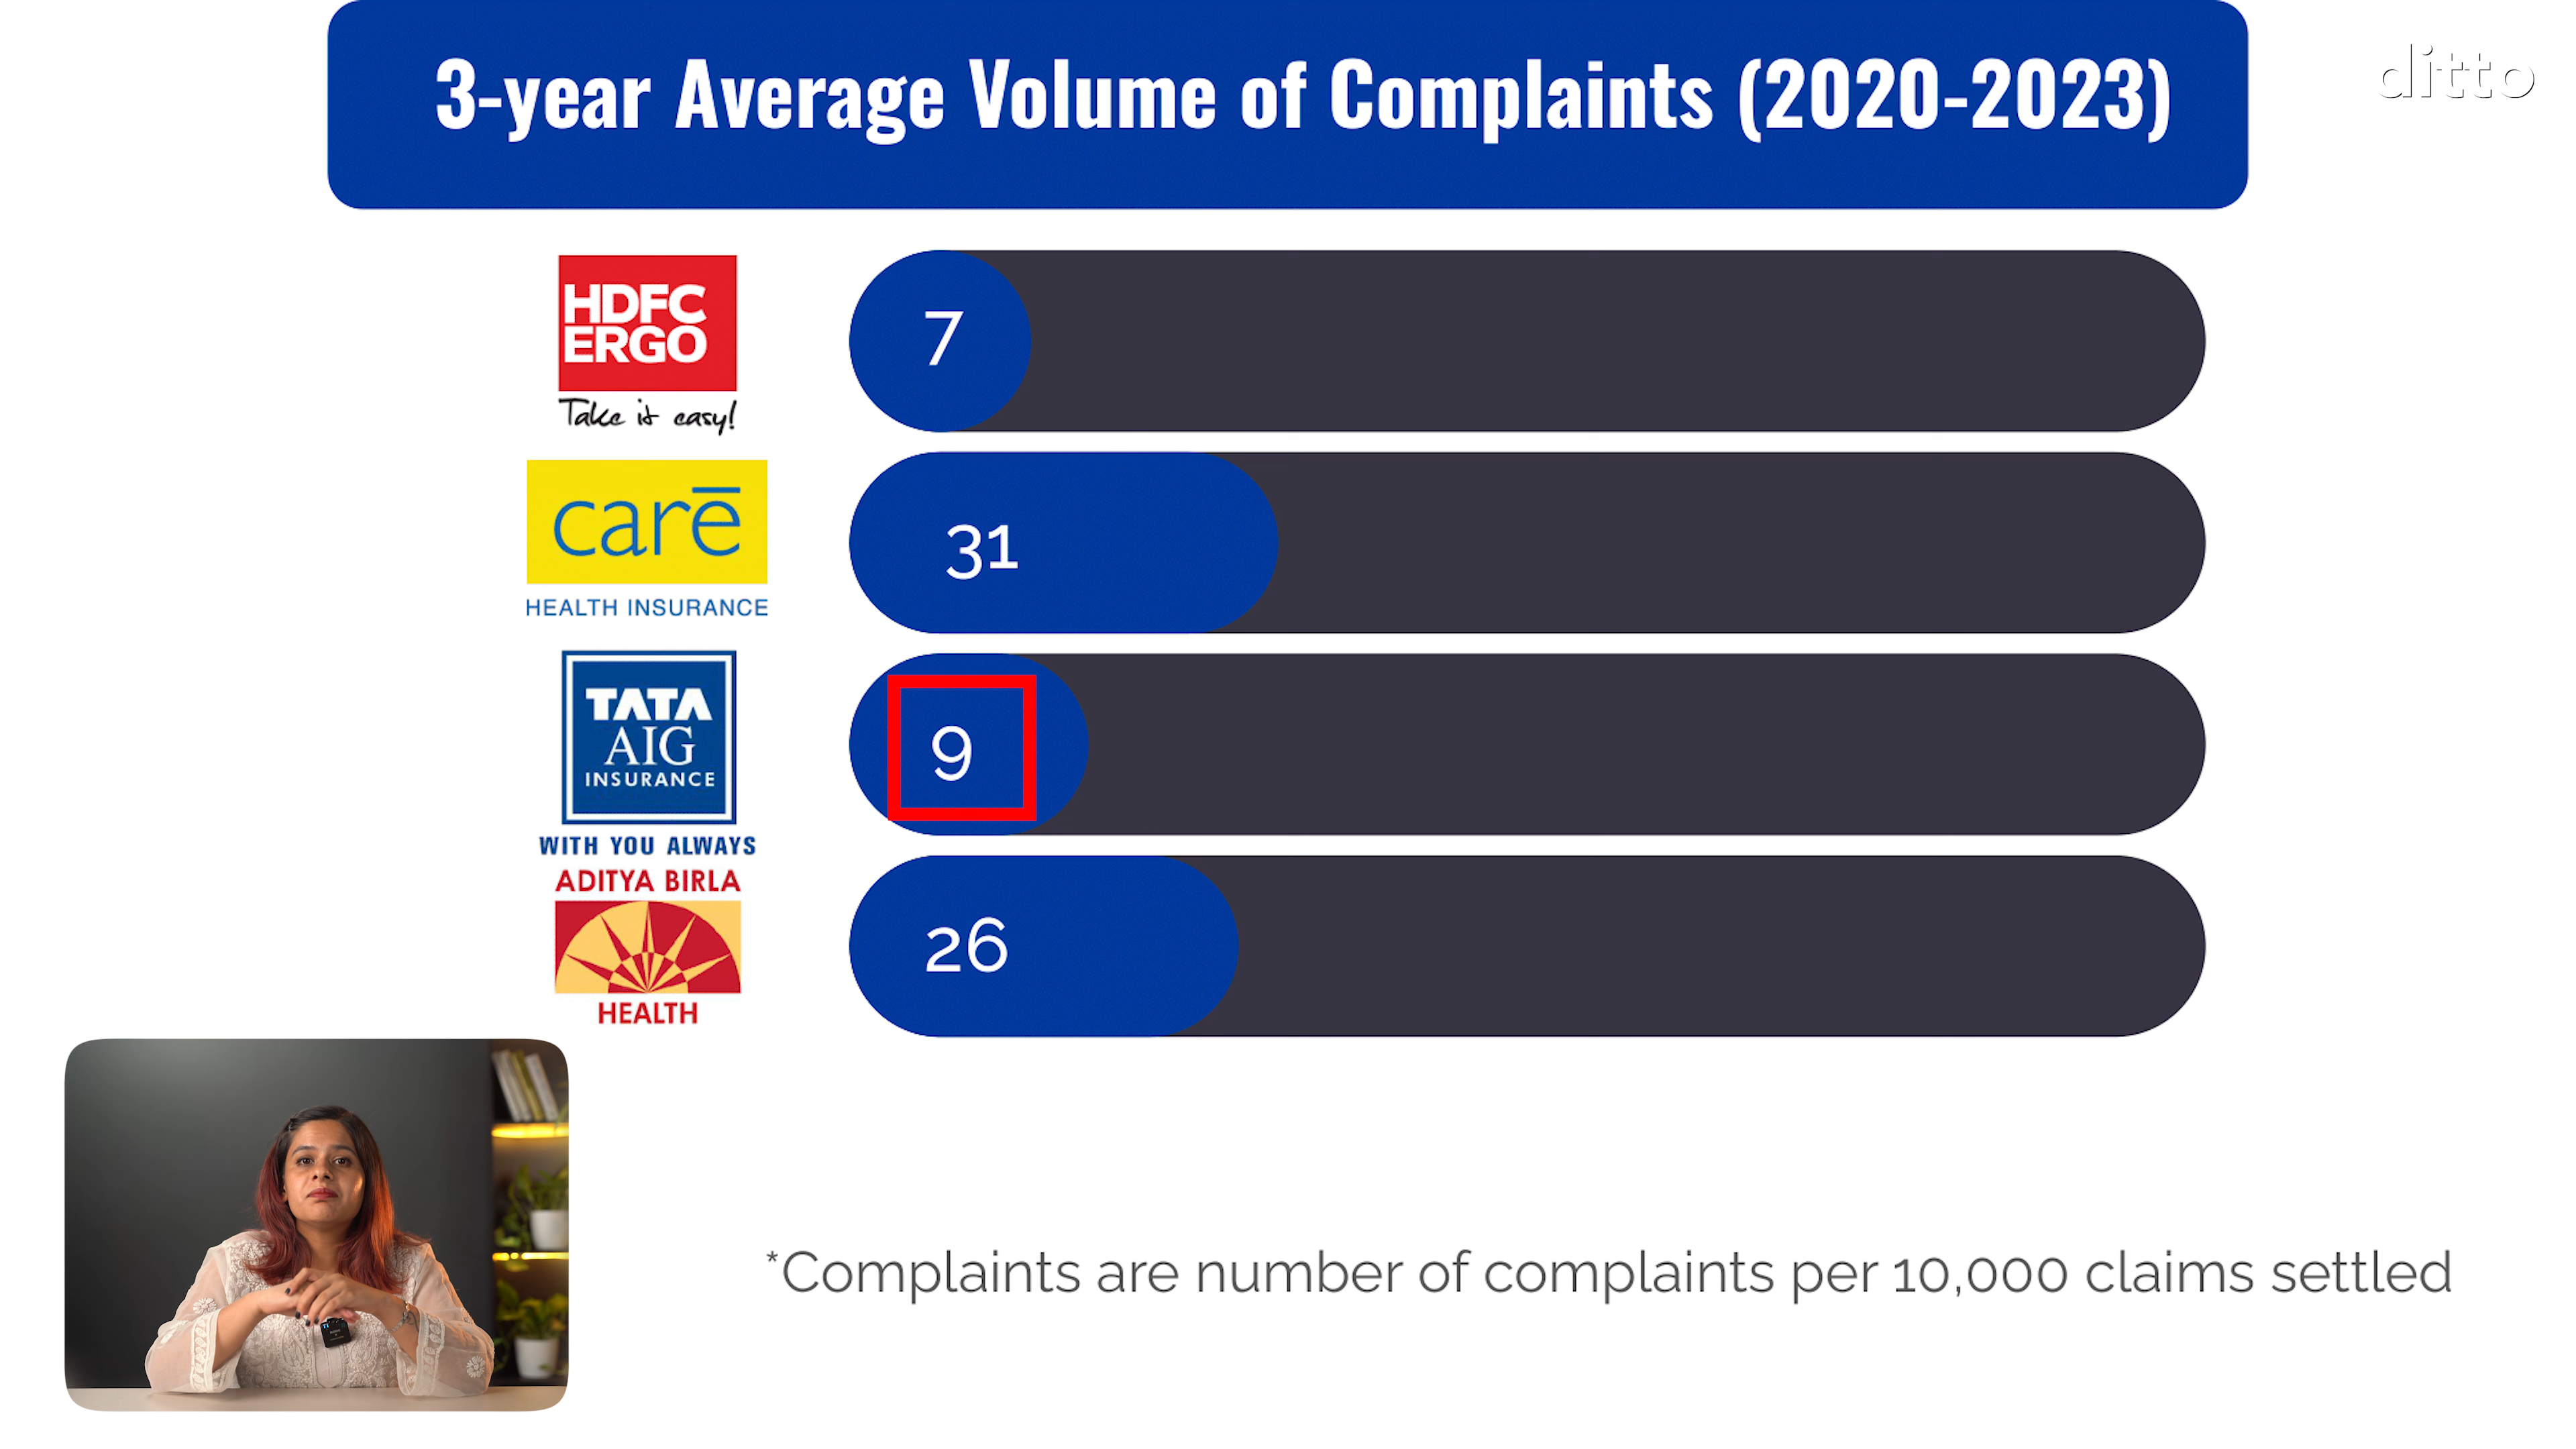 3-year Average Volume of Complaints (2020-2023)
ditto
HDFC
ERGO
Take it easy!
7
carē
HEALTH INSURANCE
31
TATA
AIG
INSURANCE
WITH YOU ALWAYS
9
ADITYA BIRLA
HEALTH
26
*Complaints are number of complaints per 10,000 claims settled